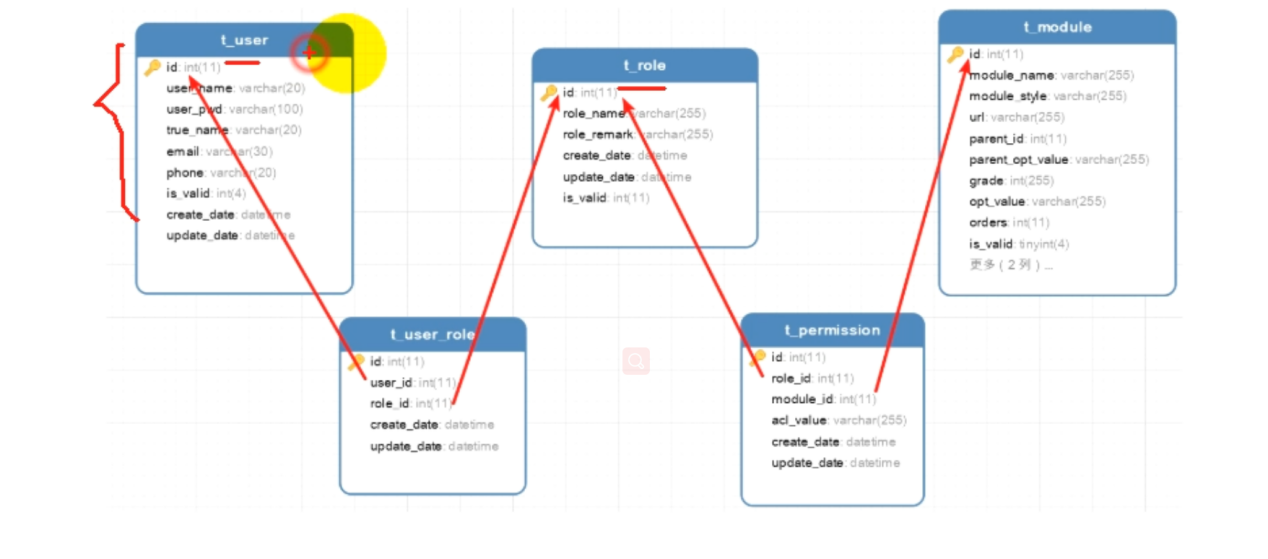 t_user
id: int(11)
user_name: varchar(20)
user_pwd: varchar(100)
true_name: varchar(20)
email: varchar(30)
phone: varchar(20)
is_valid: int(4)
create_date: datetime
update_date: datetime
t_role
id: int(11)
role_name: varchar(255)
role_remark: varchar(255)
create_date: datetime
update_date: datetime
is_valid: int(11)
t_module
id: int(11)
module_name: varchar(255)
module_style: varchar(255)
url: varchar(255)
parent_id: int(11)
parent_opt_value: varchar(255)
grade: int(255)
opt_value: varchar(255)
orders: int(11)
is_valid: tinyint(4)
更多 ( 2 列 ) ...
t_user_role
id: int(11)
user_id: int(11)
role_id: int(11)
create_date: datetime
update_date: datetime
t_permission
id: int(11)
role_id: int(11)
module_id: int(11)
acl_value: varchar(255)
create_date: datetime
update_date: datetime